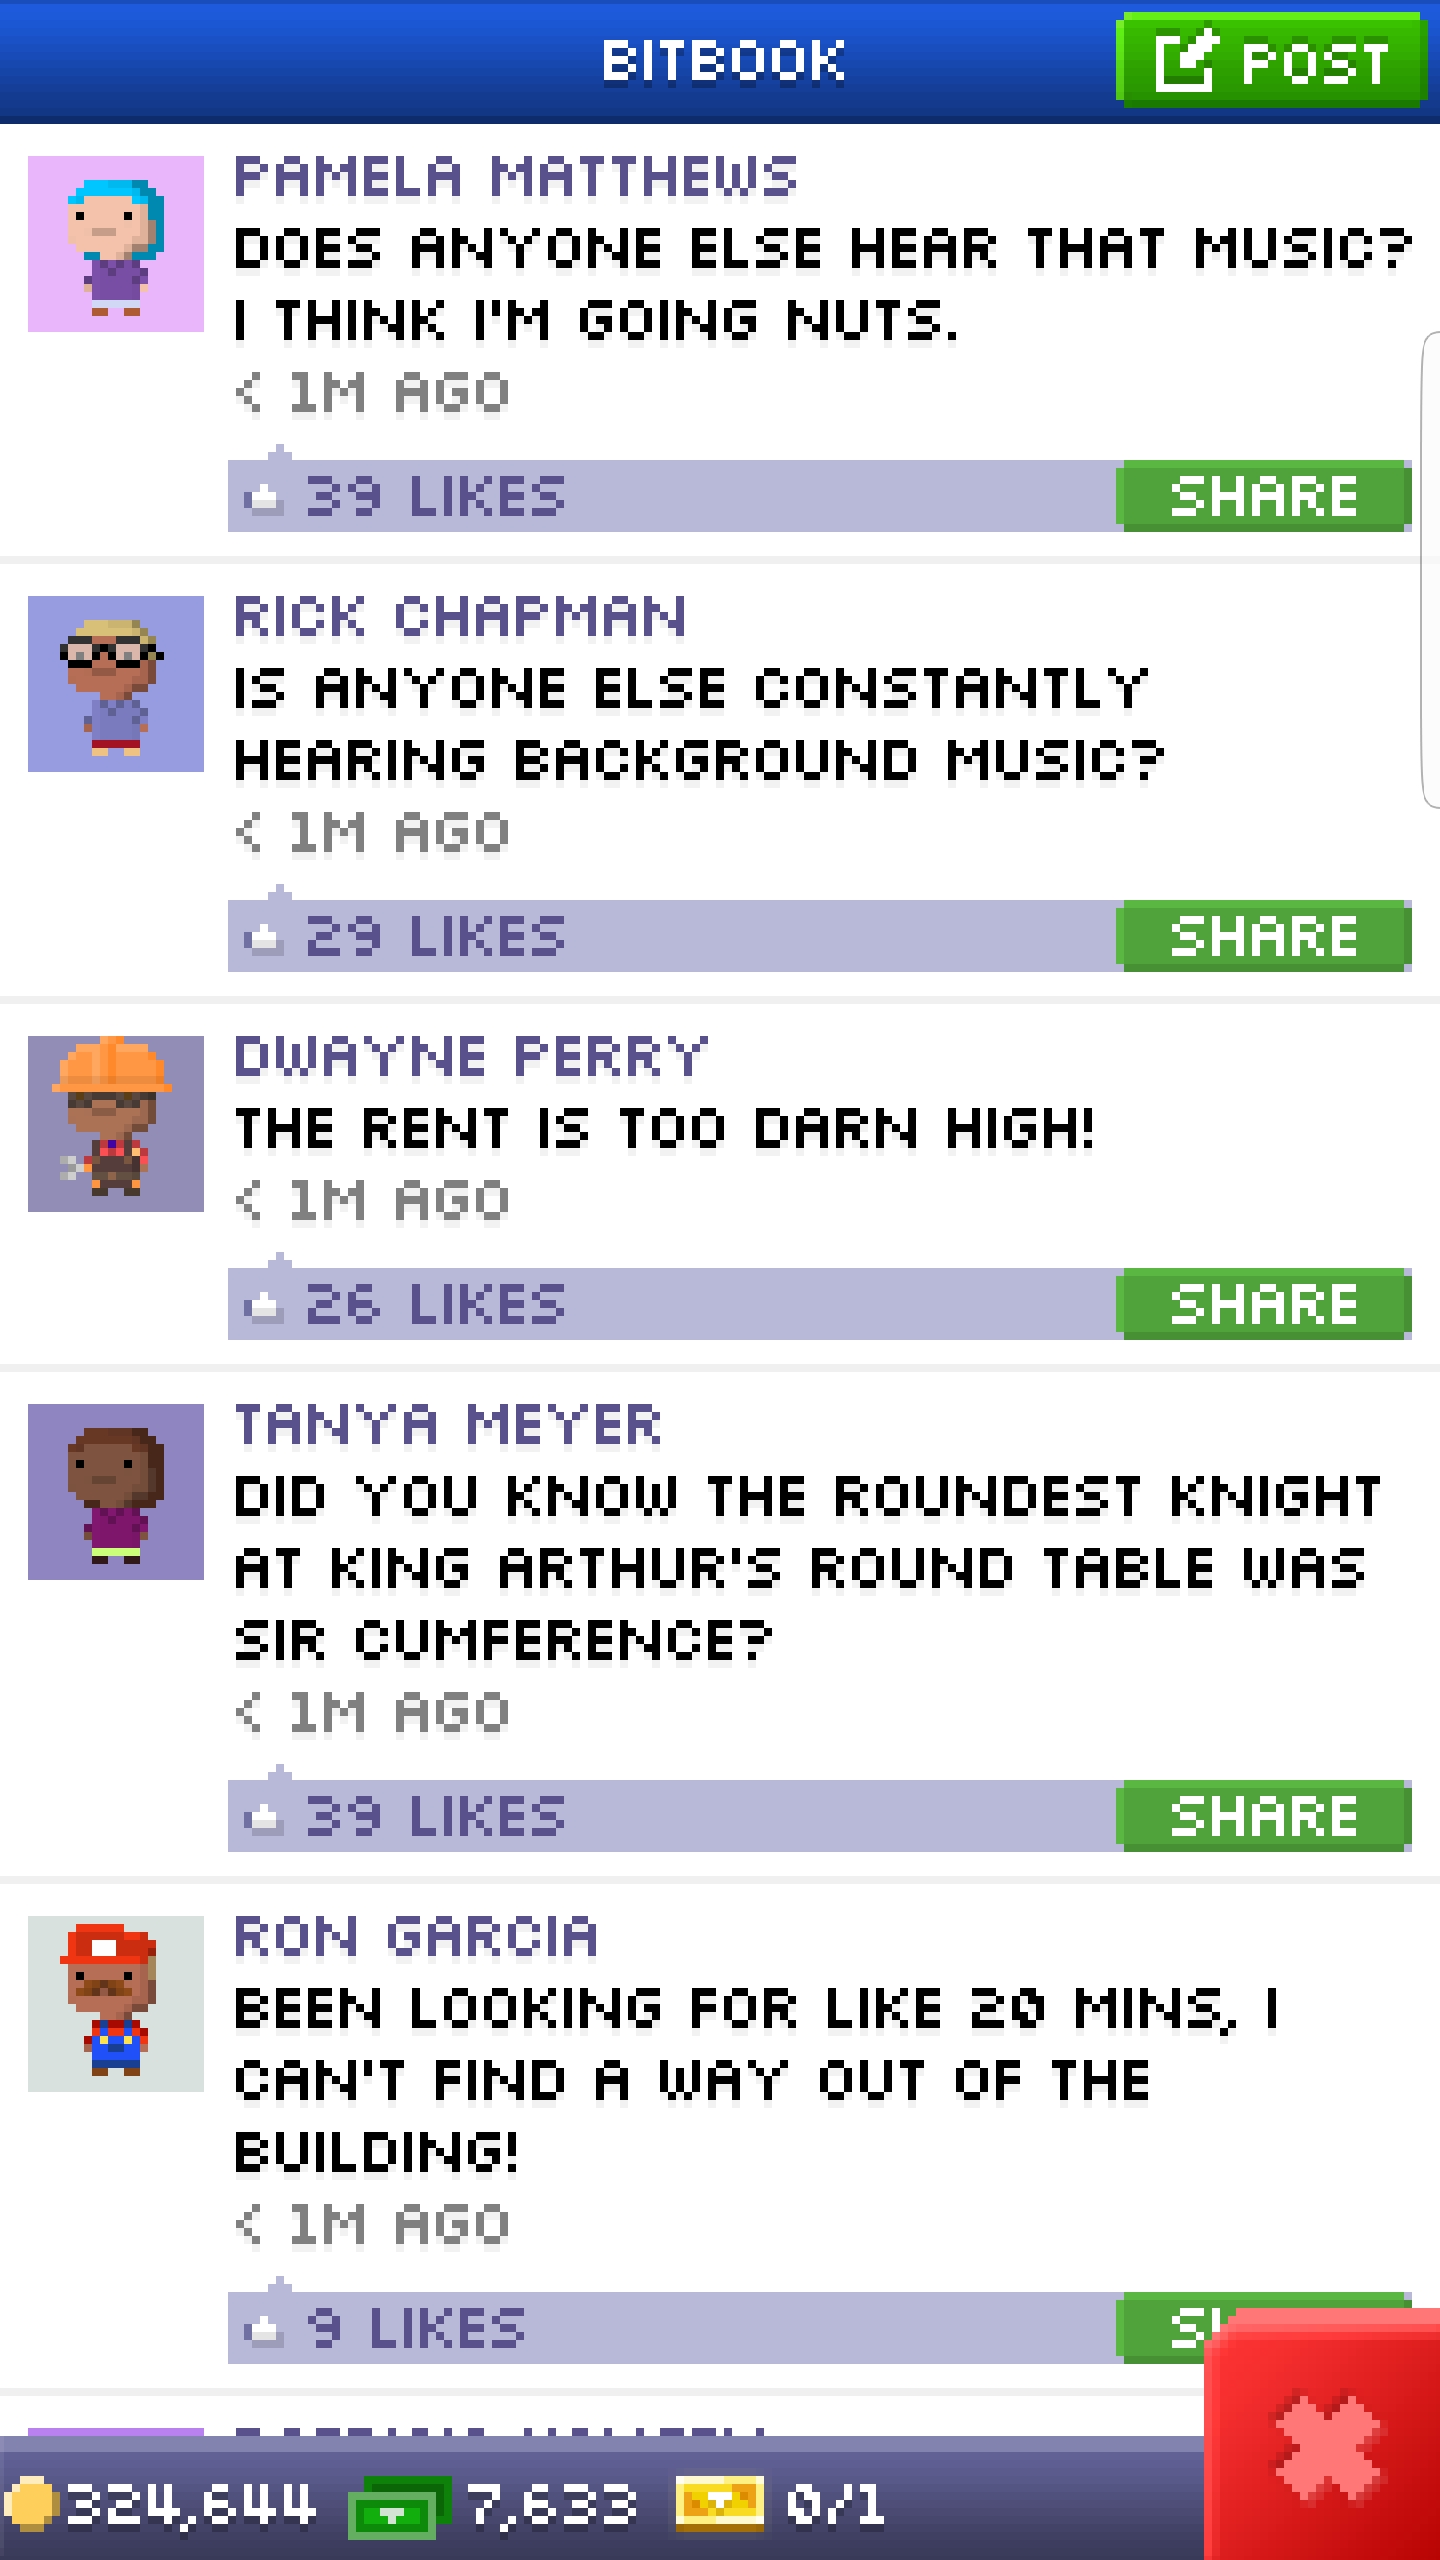 BITBOOK
POST
PAMELA MATTHEWS
DOES ANYONE ELSE HEAR THAT MUSIC?
I THINK I'M GOING NUTS.
< 1M AGO
39 LIKES
SHARE
RICK CHAPMAN
IS ANYONE ELSE CONSTANTLY
HEARING BACKGROUND MUSIC?
< 1M AGO
29 LIKES
SHARE
DWAYNE PERRY
THE RENT IS TOO DARN HIGH!
< 1M AGO
26 LIKES
SHARE
TANYA MEYER
DID YOU KNOW THE ROUNDEST KNIGHT
AT KING ARTHUR'S ROUND TABLE WAS
SIR CUMFERENCE?
< 1M AGO
39 LIKES
SHARE
RON GARCIA
BEEN LOOKING FOR LIKE 20 MINS, I
CAN'T FIND A WAY OUT OF THE
BUILDING!
< 1M AGO
9 LIKES
324,644
7,633
0/1